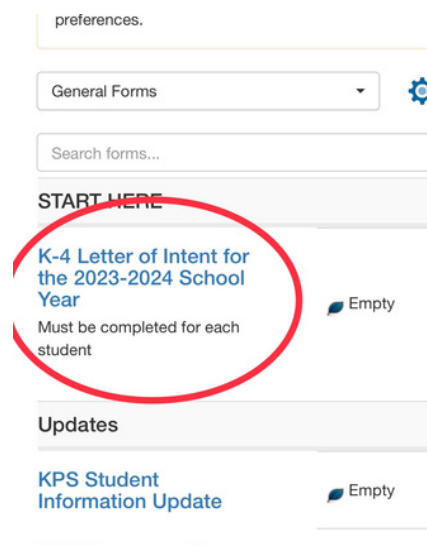 preferences.
General Forms
Search forms...
START HERE
K-4 Letter of Intent for
the 2023-2024 School
Year
Must be completed for each
student
Empty
Updates
KPS Student
Information Update
Empty